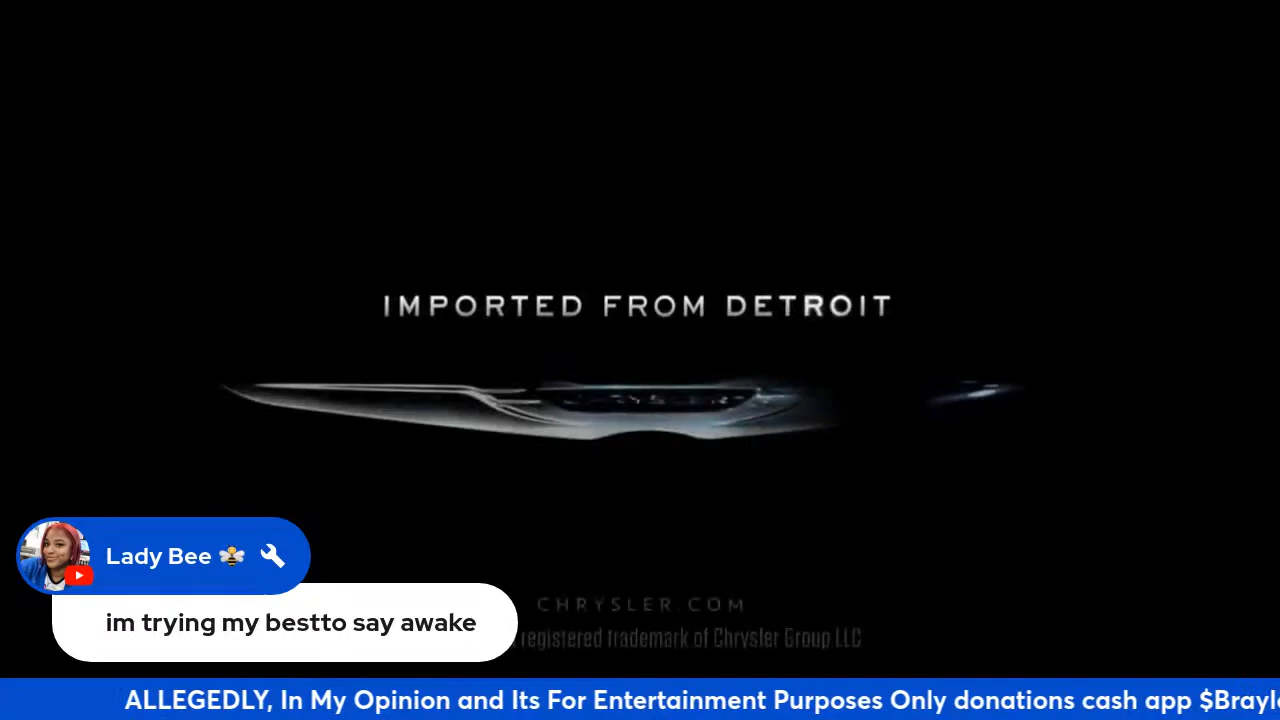 IMPORTED FROM DETROIT
Lady Bee
im trying my bestto say awake
CHRYSLER.COM
registered trademark of Chrysler Group LLC
ALLEGEDLY, In My Opinion and Its For Entertainment Purposes Only donations cash app